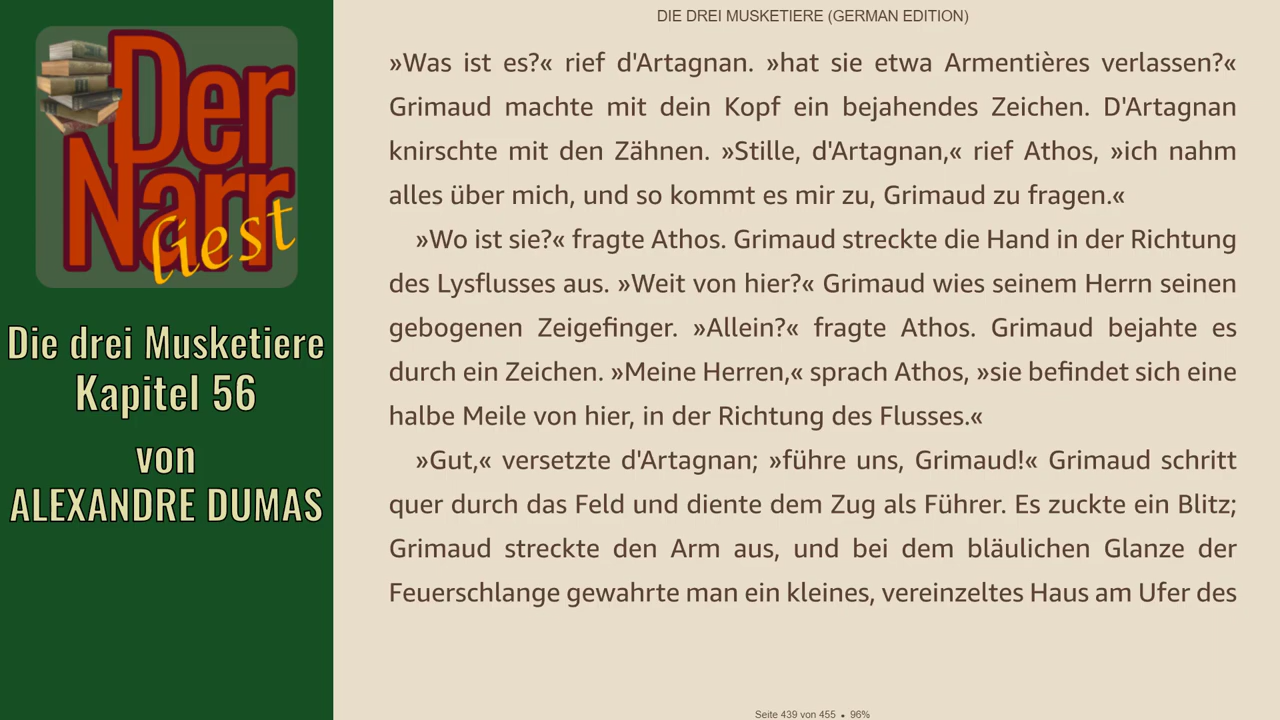 Der
Narr
liest
Die drei Musketiere
Kapitel 56
von
ALEXANDRE DUMAS
DIE DREI MUSKETIERE (GERMAN EDITION)
»Was ist es?« rief d'Artagnan. »hat sie etwa Armentières verlassen?«
Grimaud machte mit dein Kopf ein bejahendes Zeichen. D'Artagnan
knirschte mit den Zähnen. »Stille, d'Artagnan,« rief Athos, »ich nahm
alles über mich, und so kommt es mir zu, Grimaud zu fragen.«
»Wo ist sie?« fragte Athos. Grimaud streckte die Hand in der Richtung
des Lysflusses aus. »Weit von hier?« Grimaud wies seinem Herrn seinen
gebogenen Zeigefinger. »Allein?« fragte Athos. Grimaud bejahte es
durch ein Zeichen. »Meine Herren,« sprach Athos, »sie befindet sich eine
halbe Meile von hier, in der Richtung des Flusses.«
»Gut,« versetzte d'Artagnan; »führe uns, Grimaud!« Grimaud schritt
quer durch das Feld und diente dem Zug als Führer. Es zuckte ein Blitz;
Grimaud streckte den Arm aus, und bei dem bläulichen Glanze der
Feuerschlange gewahrte man ein kleines, vereinzeltes Haus am Ufer des
Seite 439 von 455 • 96%